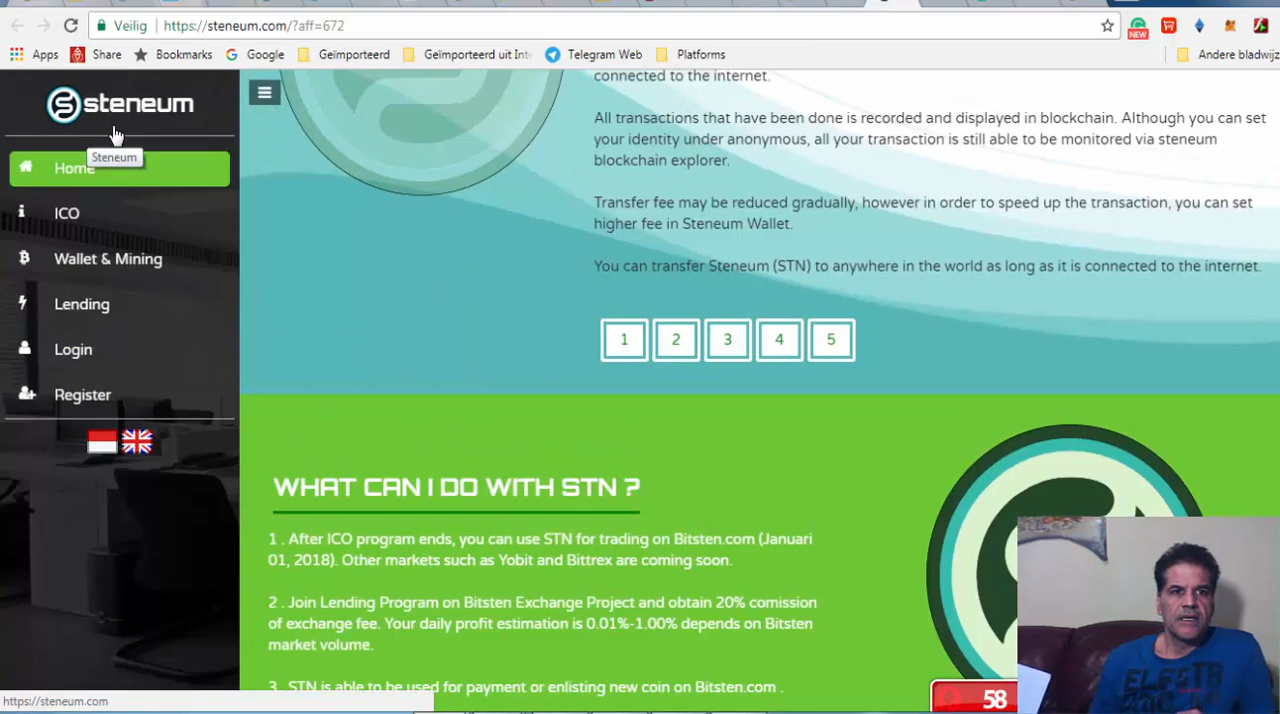 Veilig
https://steneum.com/?aff=672
NEW
Apps
Share
Bookmarks
Google
Geïmporteerd
Geïmporteerd uit Inte
Telegram Web
Platforms
Andere bladwijz
steneum
Steneum
Home
ICO
Wallet & Mining
Lending
Login
Register
connected to the internet.
All transactions that have been done is recorded and displayed in blockchain. Although you can set
your identity under anonymous, all your transaction is still able to be monitored via steneum
blockchain explorer.
Transfer fee may be reduced gradually, however in order to speed up the transaction, you can set
higher fee in Steneum Wallet.
You can transfer Steneum (STN) to anywhere in the world as long as it is connected to the internet.
1 2 3 4 5
WHAT CAN I DO WITH STN ?
1 . After ICO program ends, you can use STN for trading on Bitsten.com (Januari
01, 2018). Other markets such as Yobit and Bittrex are coming soon.
2 . Join Lending Program on Bitsten Exchange Project and obtain 20% comission
of exchange fee. Your daily profit estimation is 0.01%-1.00% depends on Bitsten
market volume.
3 . STN is able to be used for payment or enlisting new coin on Bitsten.com .
58
https://steneum.com